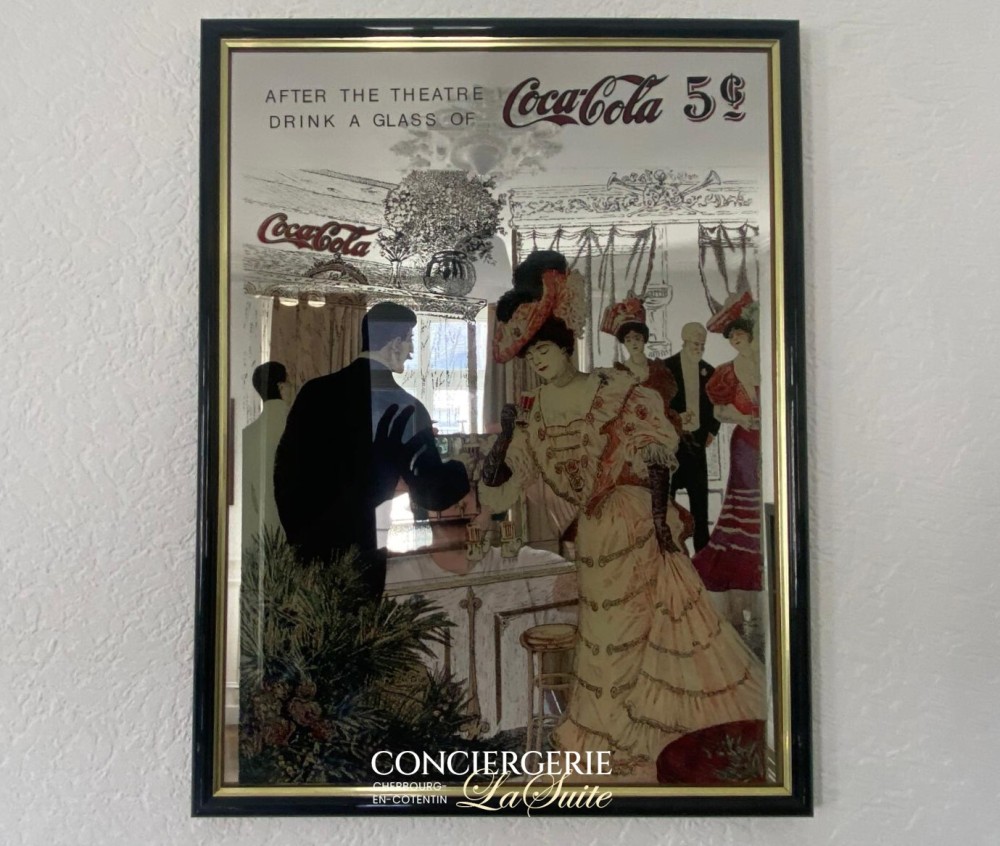 AFTER THE THEATRE
DRINK A GLASS OF
Coca-Cola 5¢
Coca-Cola
CONCIERGERIE
CHERBOURG-
EN-COTENTIN
La Suite